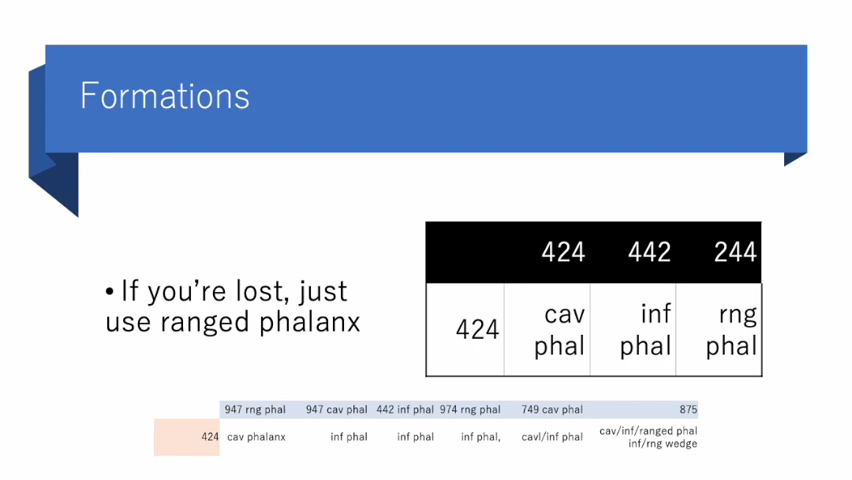 Formations
• If you're lost, just
use ranged phalanx
424 442 244
424 cav phal inf phal rng phal
947 rng phal 947 cav phal 442 inf phal 974 rng phal 749 cav phal 875
424 cav phalanx inf phal inf phal inf phal, cavl/inf phal cav/inf/ranged phal
inf/rng wedge